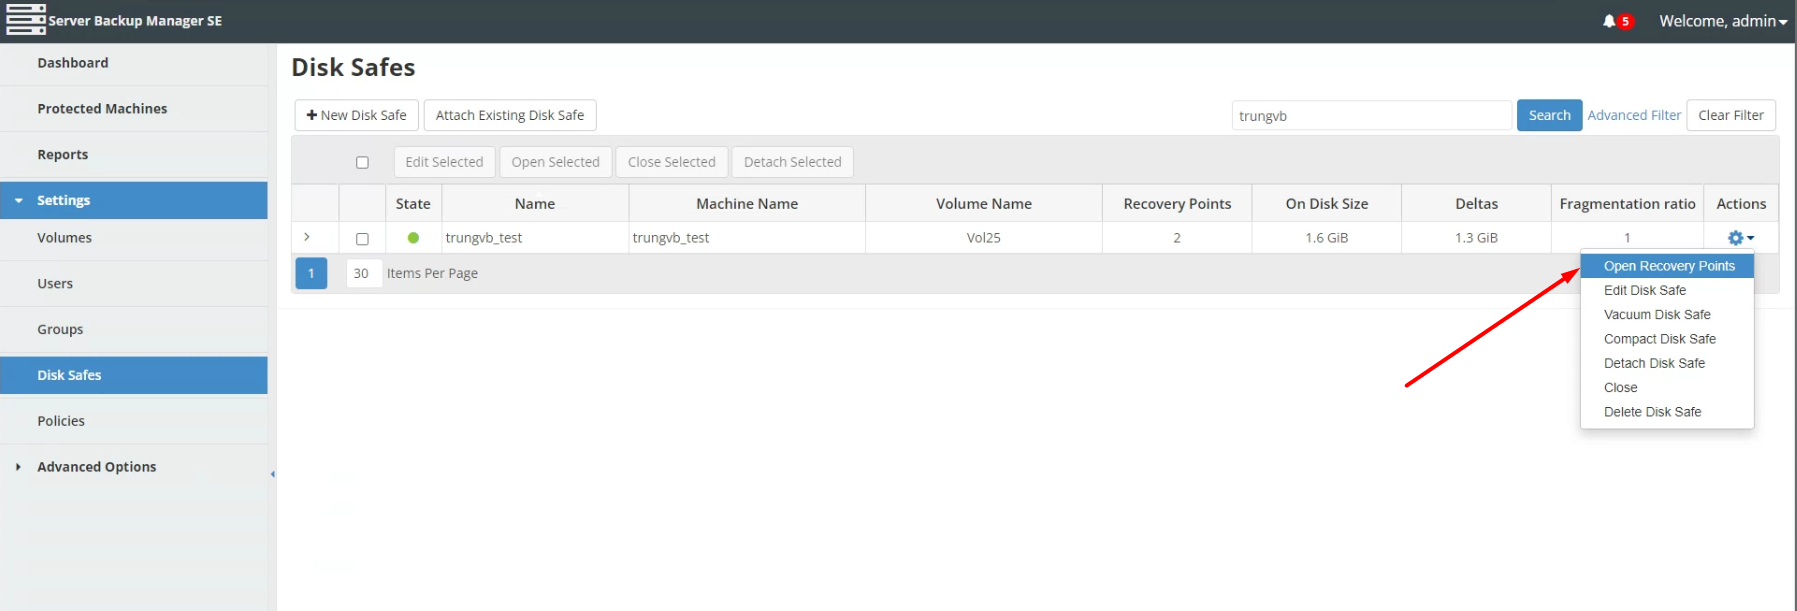 Server Backup Manager SE
5
Welcome, admin
Dashboard
Protected Machines
Reports
Settings
Volumes
Users
Groups
Disk Safes
Policies
Advanced Options
Disk Safes
New Disk Safe
Attach Existing Disk Safe
trungvb
Search
Advanced Filter
Clear Filter
Edit Selected
Open Selected
Close Selected
Detach Selected
State Name Machine Name Volume Name Recovery Points On Disk Size Deltas Fragmentation ratio Actions
trungvb_test trungvb_test Vol25 2 1.6 GiB 1.3 GiB 1
1 30 Items Per Page
Open Recovery Points
Edit Disk Safe
Vacuum Disk Safe
Compact Disk Safe
Detach Disk Safe
Close
Delete Disk Safe